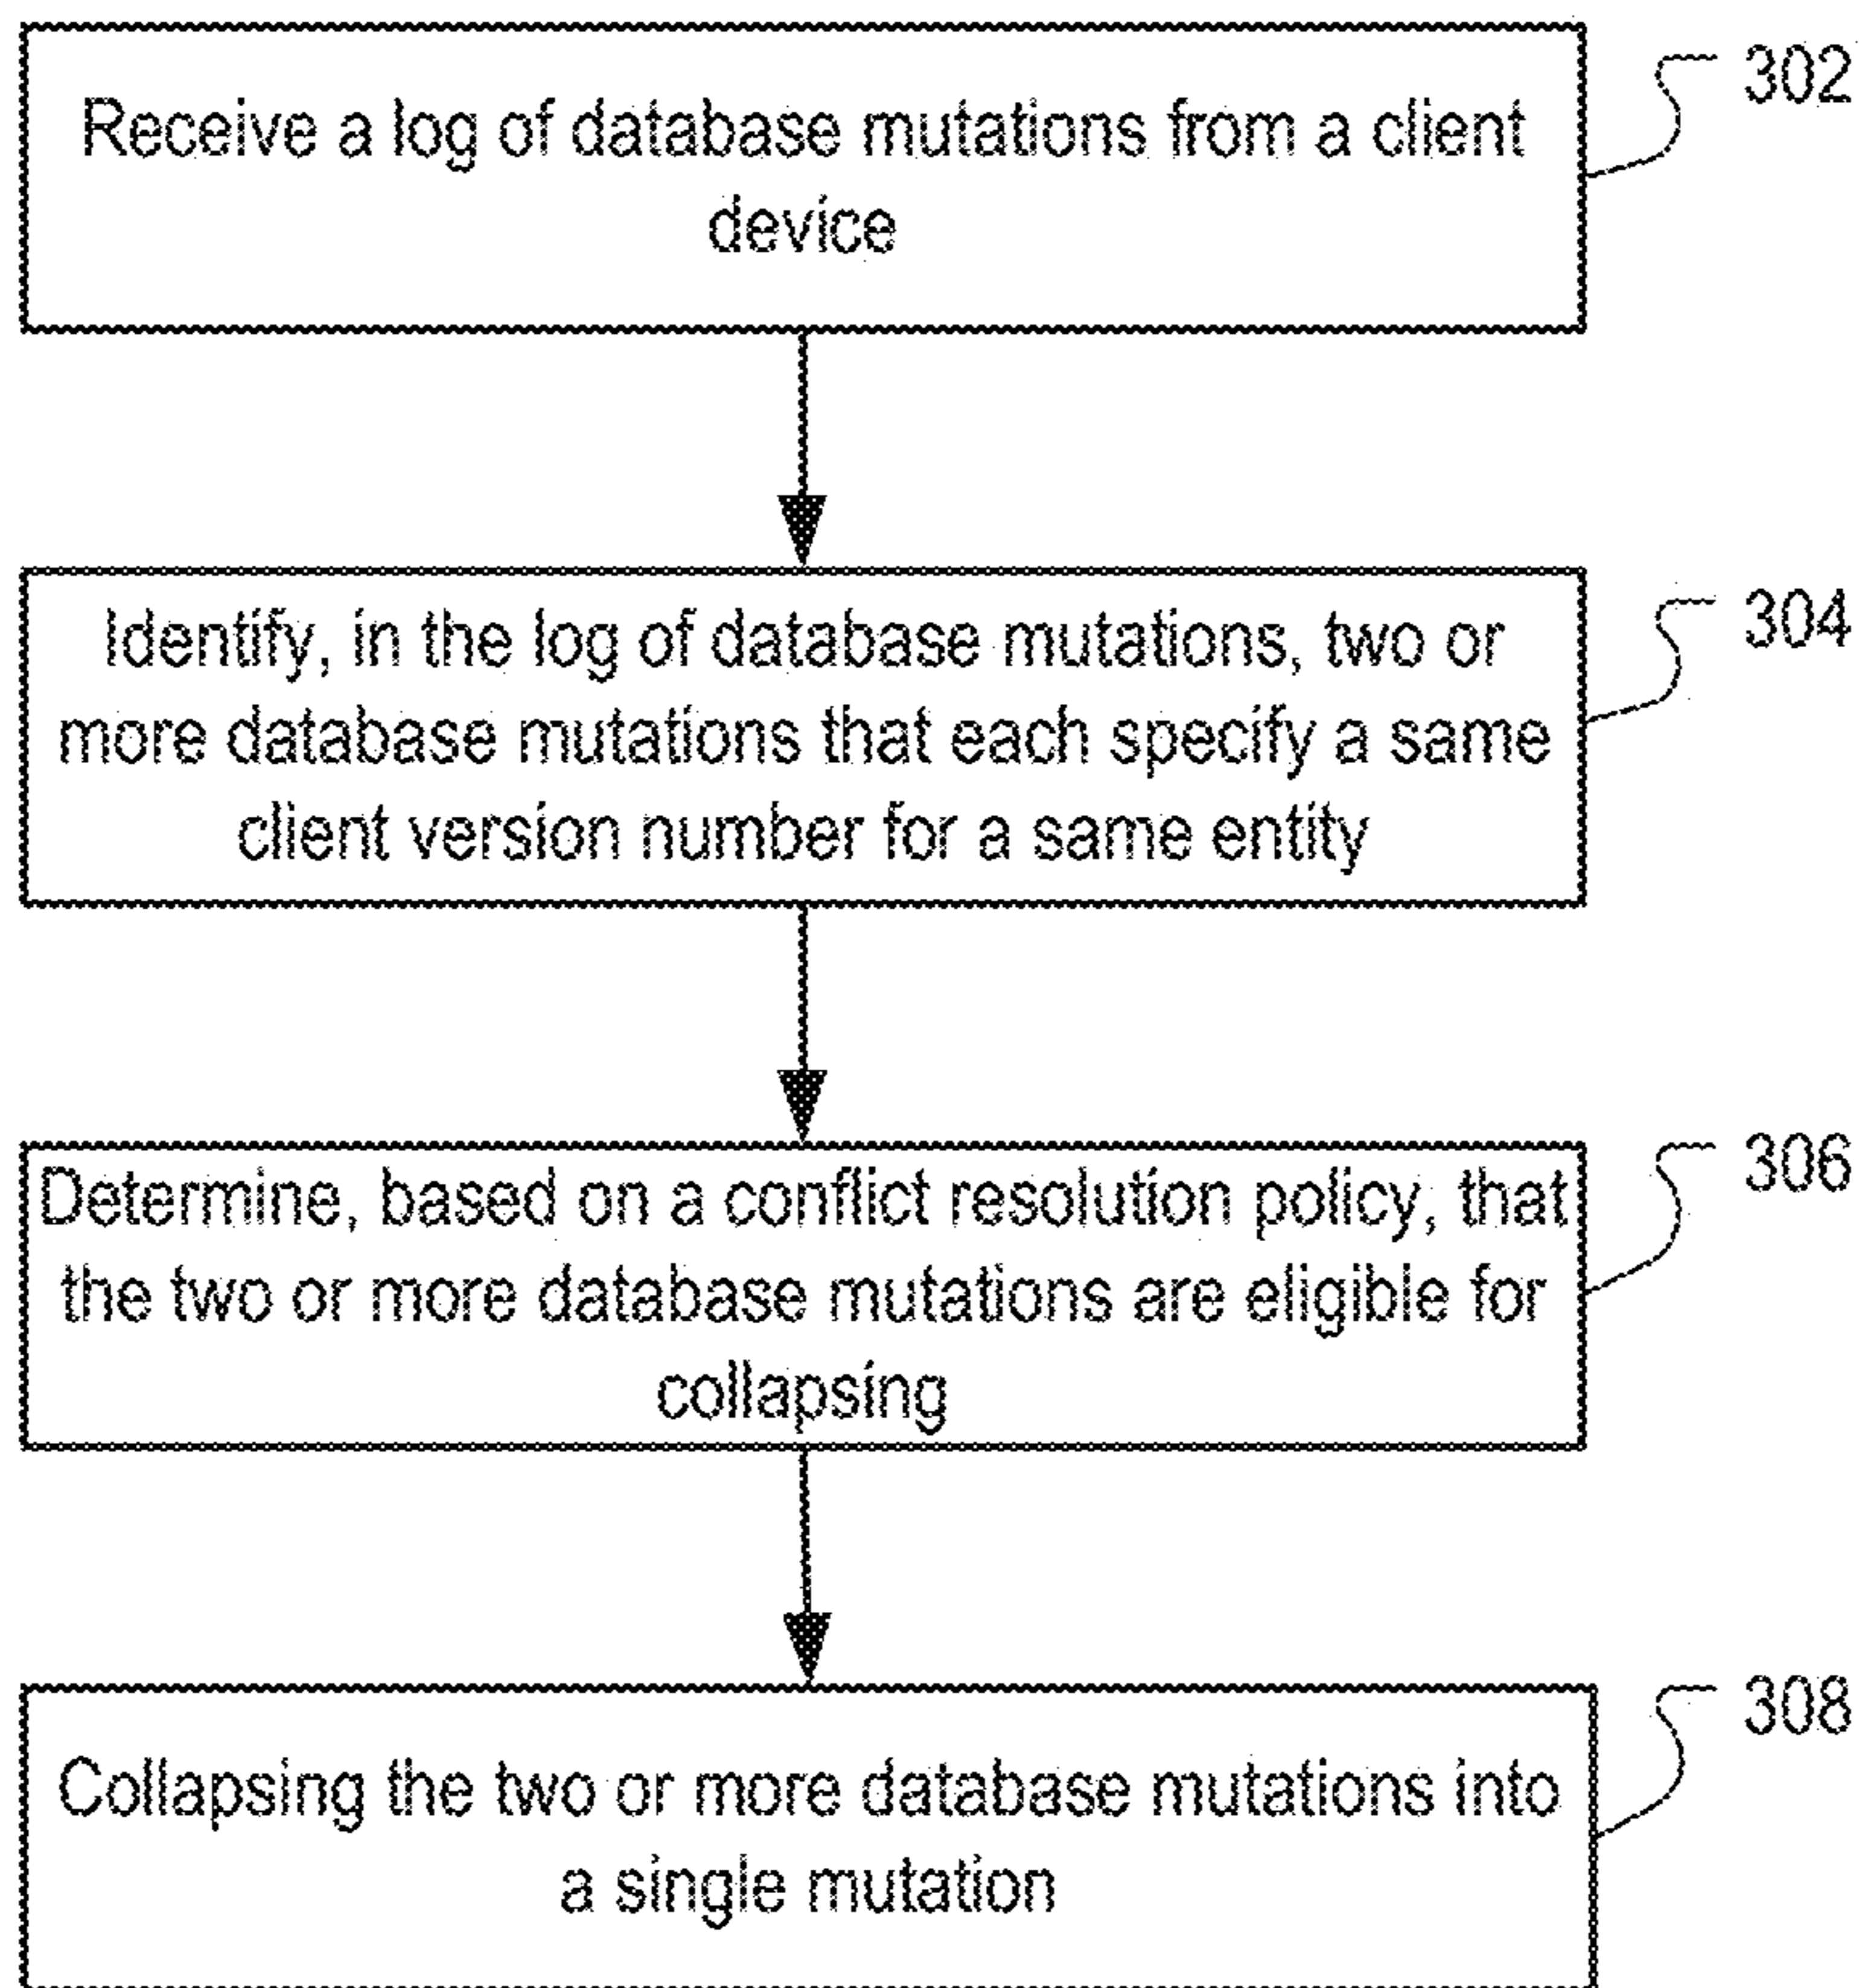 Receive a log of database mutations from a client
device
302
Identify, in the log of database mutations, two or
more database mutations that each specify a same
client version number for a same entity
304
Determine, based on a conflict resolution policy, that
the two or more database mutations are eligible for
collapsing
306
Collapsing the two or more database mutations into
a single mutation
308